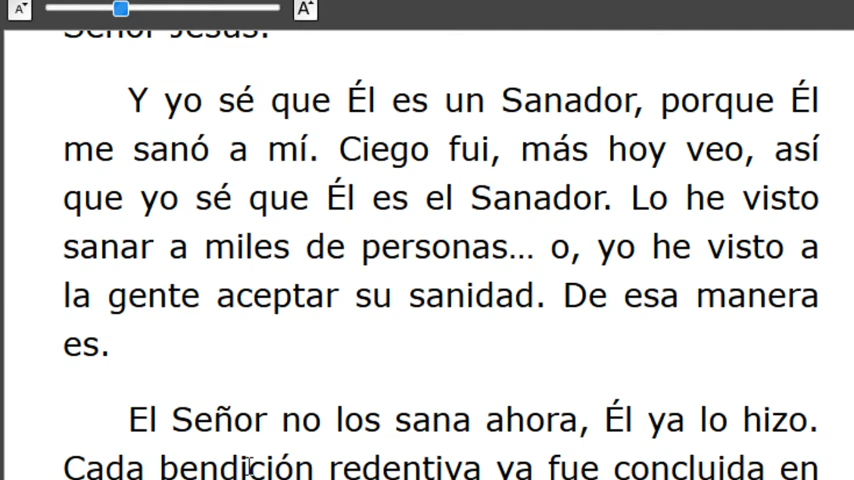 A
A
Señor Jesús.
Y yo sé que Él es un Sanador, porque Él
me sanó a mí. Ciego fui, más hoy veo, así
que yo sé que Él es el Sanador. Lo he visto
sanar a miles de personas… o, yo he visto a
la gente aceptar su sanidad. De esa manera
es.
El Señor no los sana ahora, Él ya lo hizo.
Cada bendición redentiva ya fue concluida en